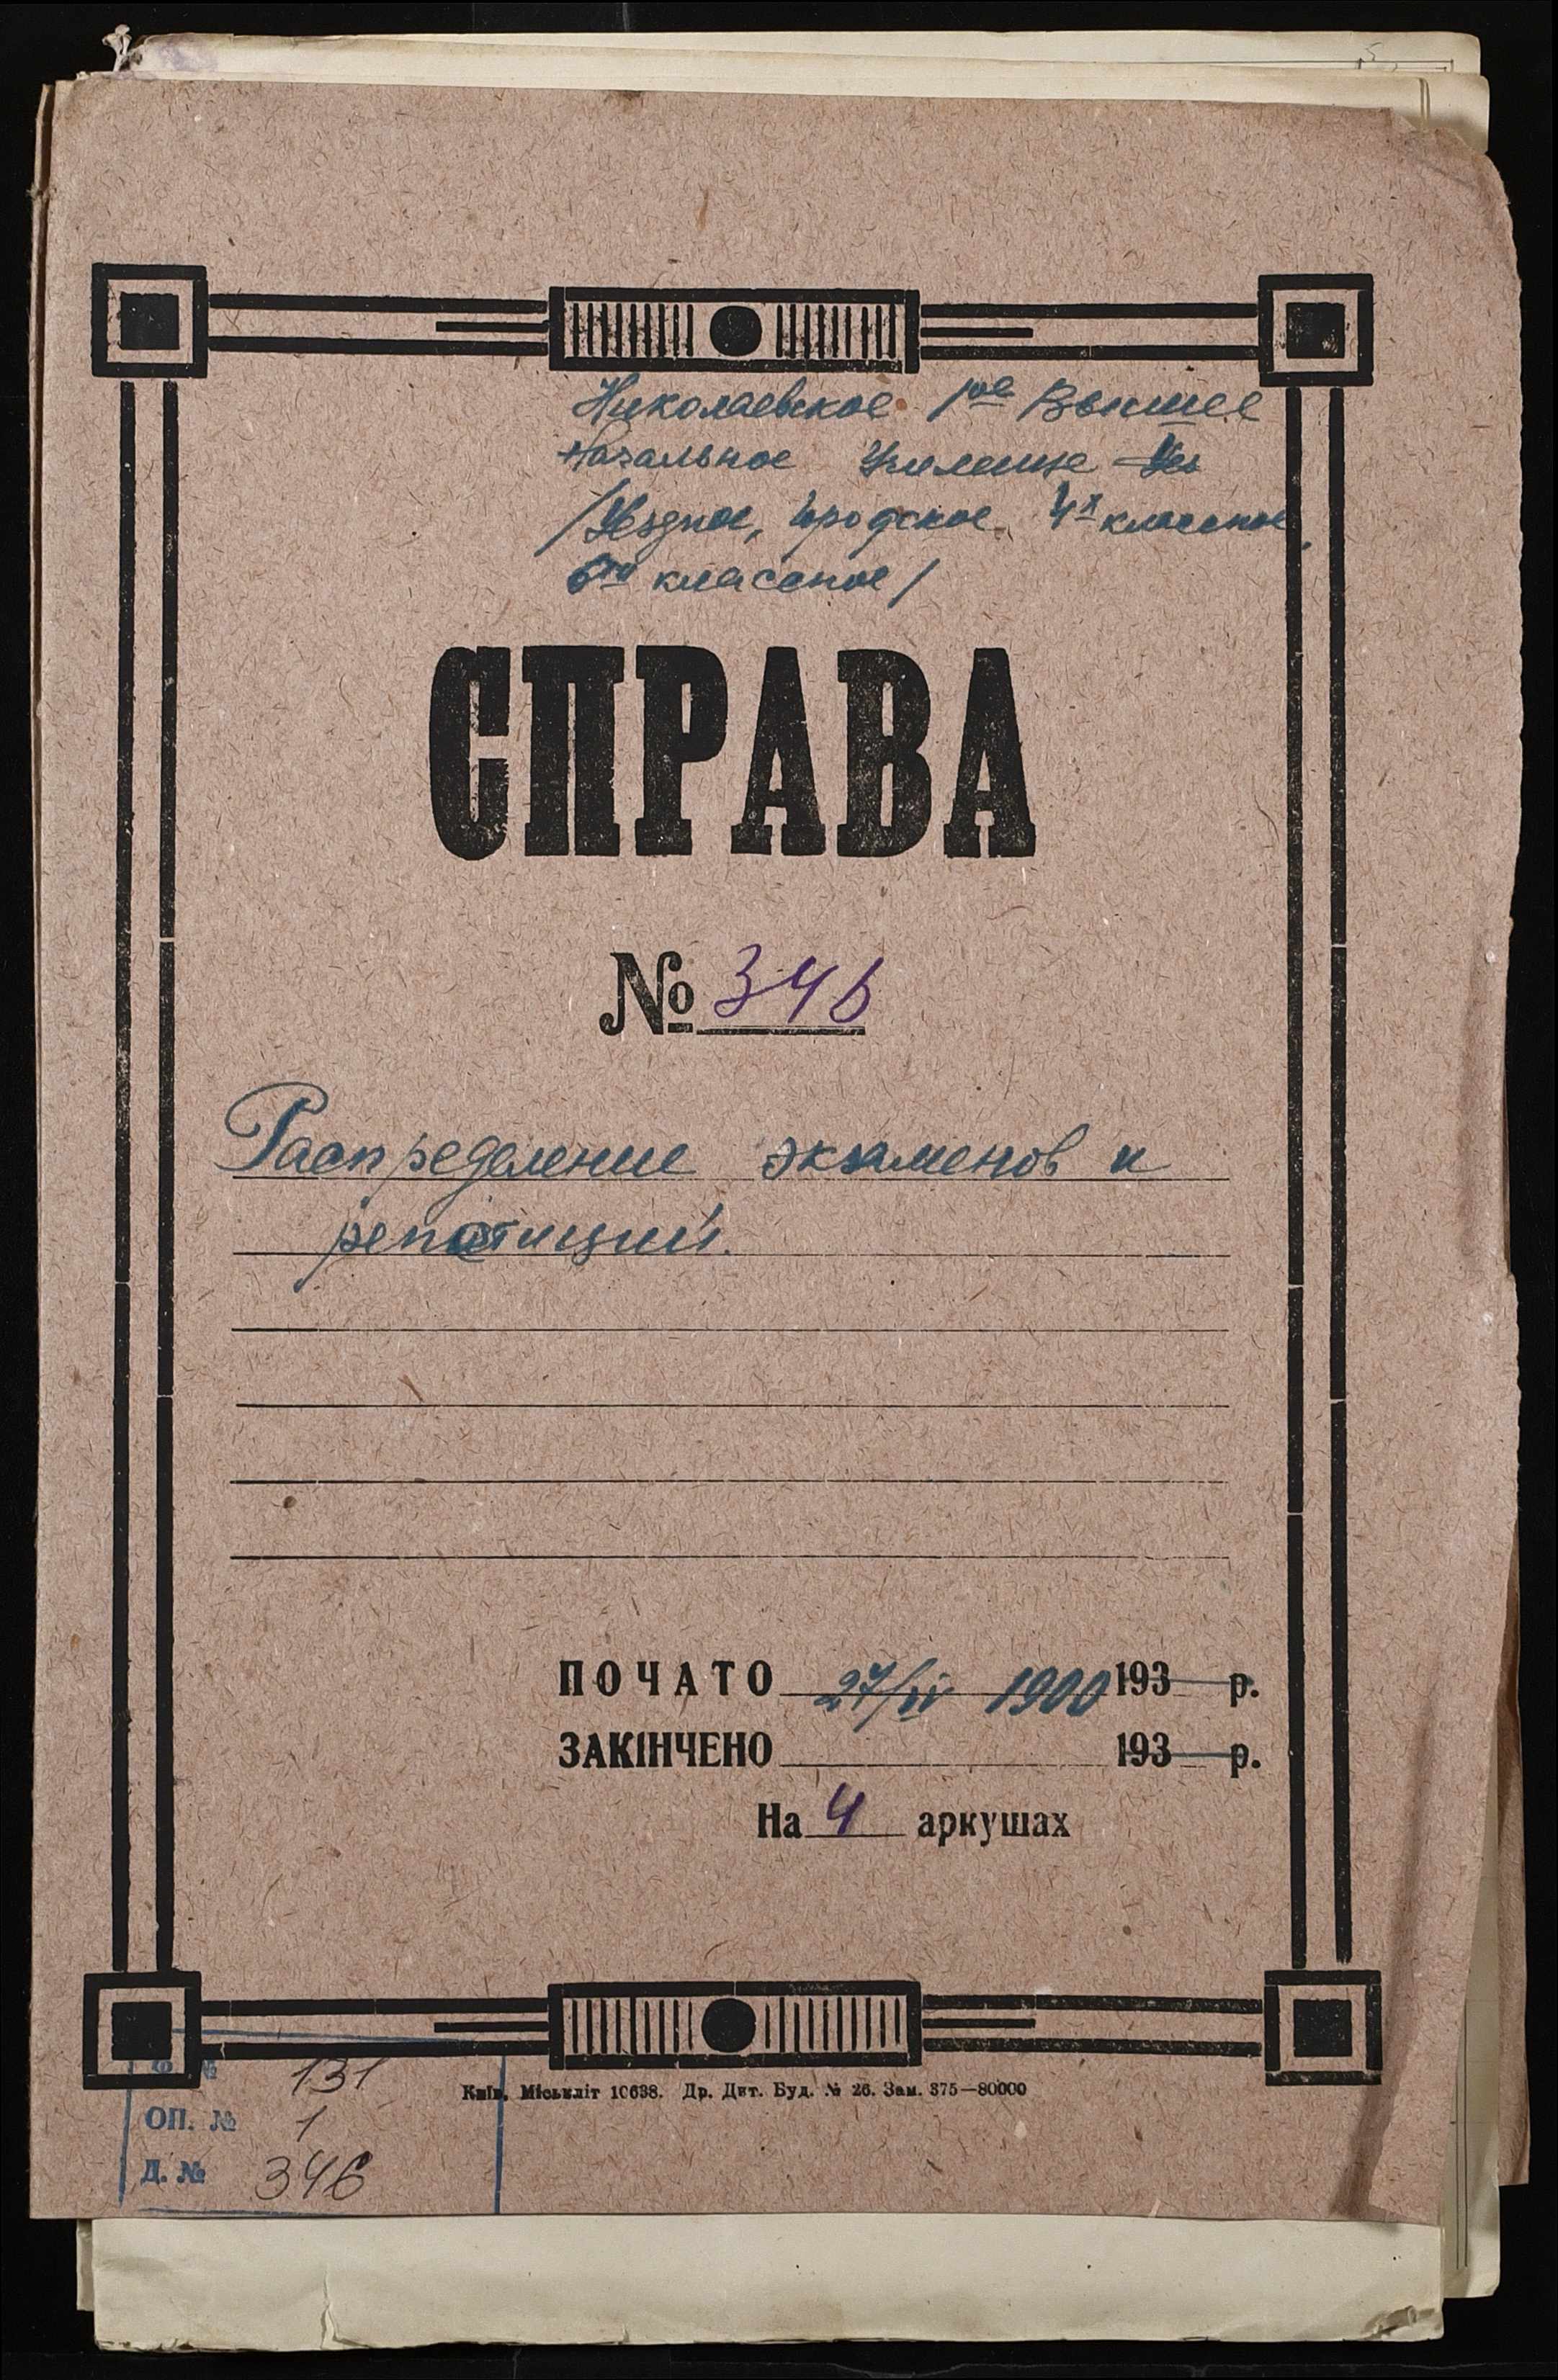 Николаевское 1ое Высшее
Начальное Училище
/Уездное, городское 4х классное,
6ти классное/
СПРАВА
№ 346
Распределение экзаменов и
репетиций.
ПОЧАТО 27/IV 1900 193 р.
ЗАКІНЧЕНО 193 р.
На 4 аркушах
Ф. № 131
Київ. Міськліт 10638. Др. Дит. Буд. № 26. Зам. 375—80000
ОП. № 1
Д. № 346